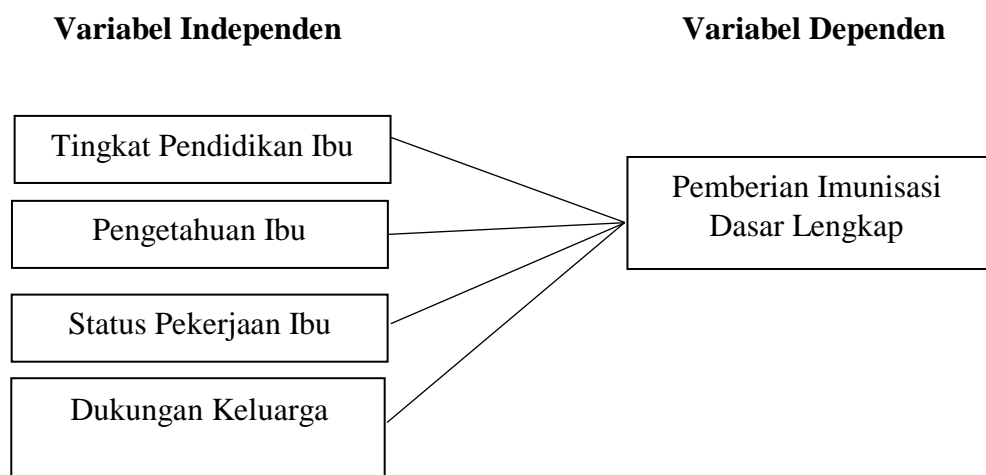 Variabel Independen
Variabel Dependen
Tingkat Pendidikan Ibu
Pengetahuan Ibu
Status Pekerjaan Ibu
Dukungan Keluarga
Pemberian Imunisasi
Dasar Lengkap